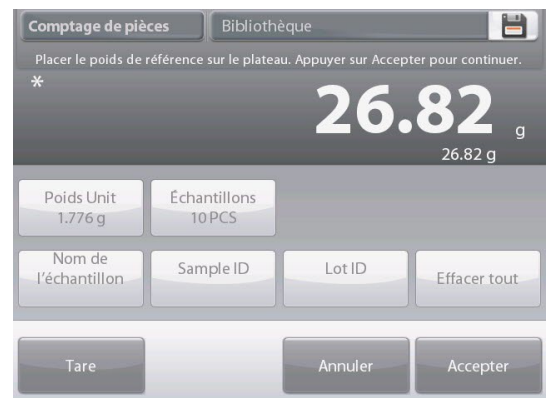 Comptage de pièces Bibliothèque
Placer le poids de référence sur le plateau. Appuyer sur Accepter pour continuer.
*
26.82 g
26.82 g
Poids Unit Échantillons
1.776 g 10 PCS
Nom de
l'échantillon Sample ID Lot ID Effacer tout
Tare Annuler Accepter